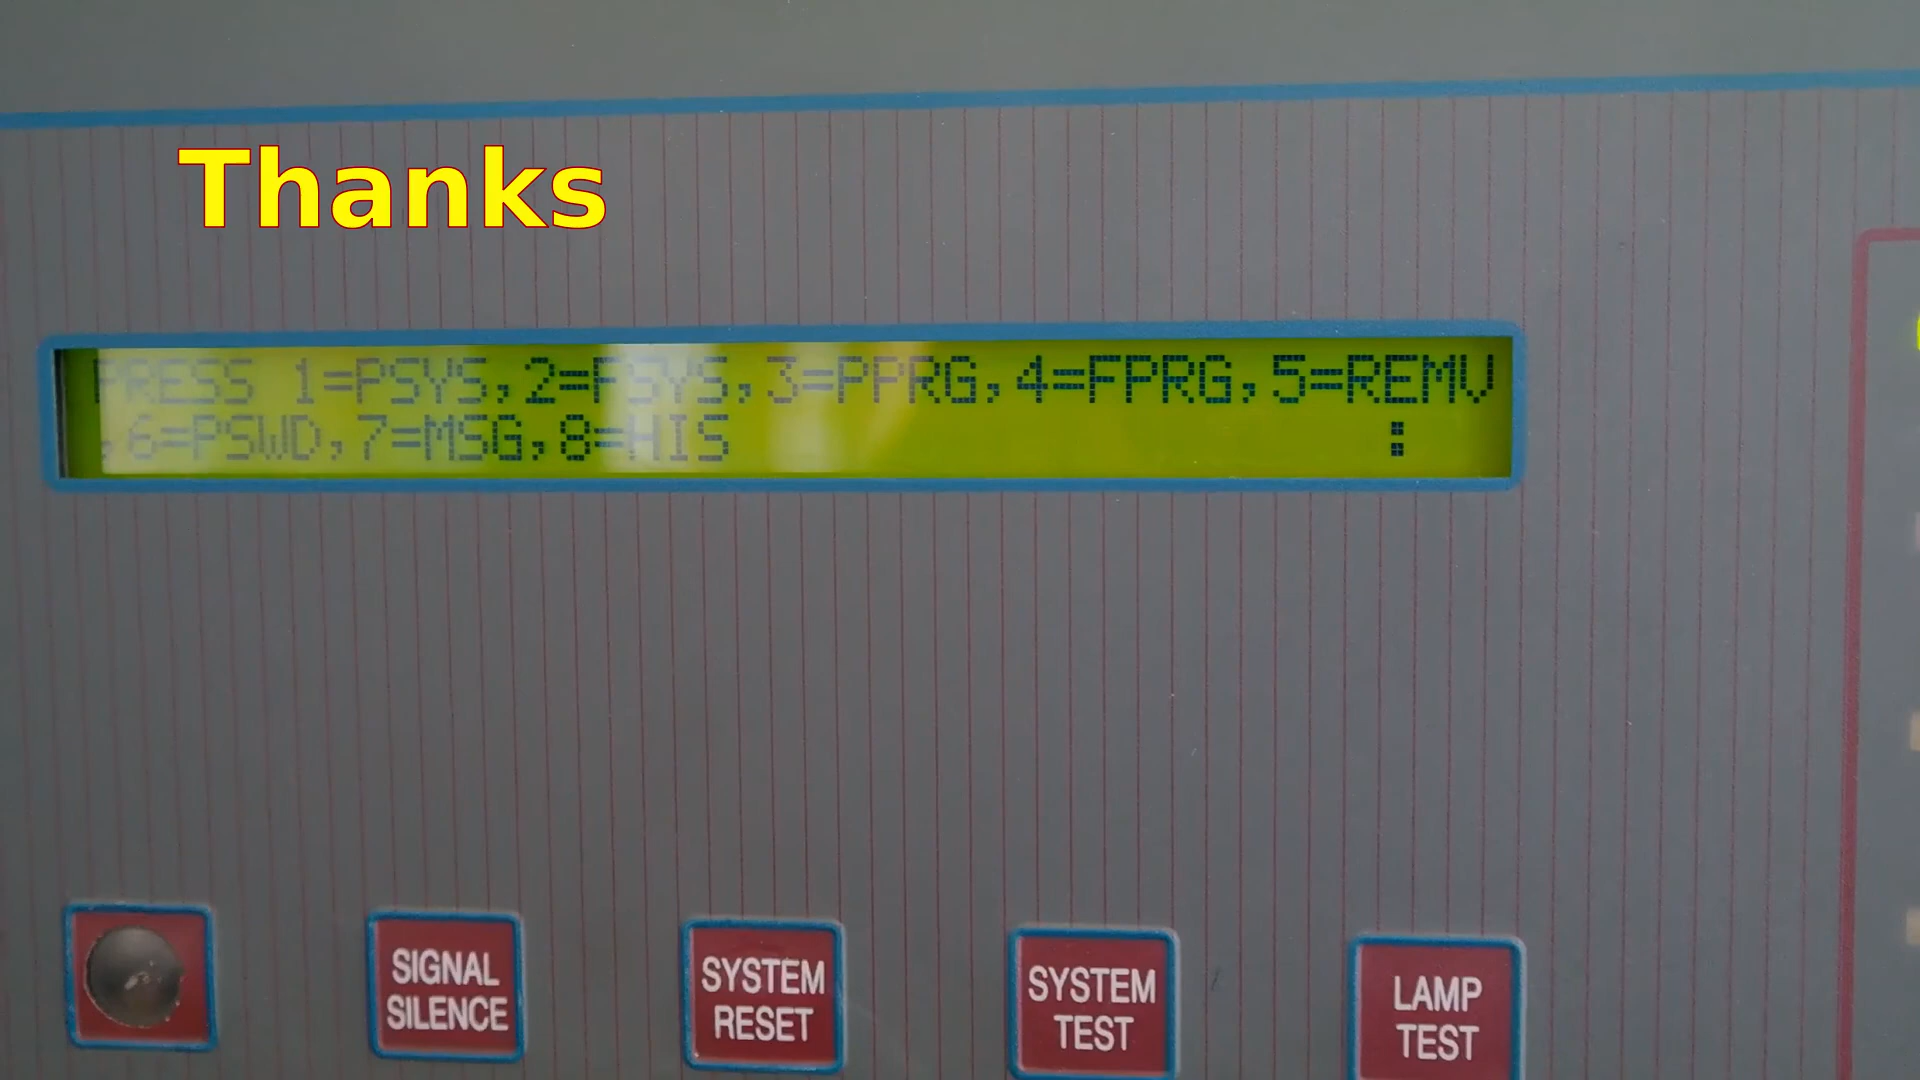 Thanks
PRESS 1=PSYS,2=FSYS,3=PPRG,4=FPRG,5=REMV
,6=PSWD,7=MSG,8=HIS :
SIGNAL
SILENCE
SYSTEM
RESET
SYSTEM
TEST
LAMP
TEST